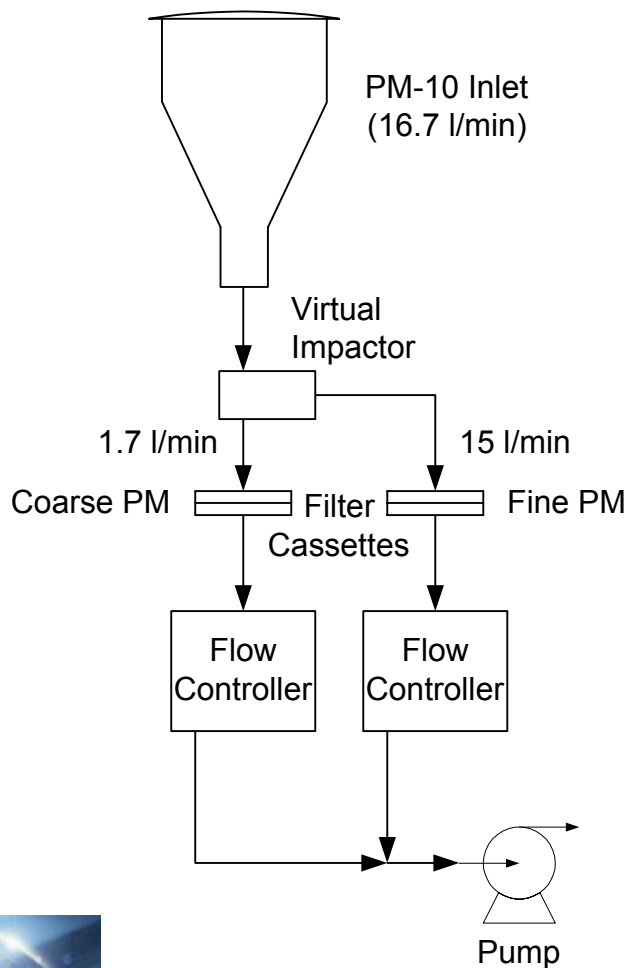 PM-10 Inlet
(16.7 l/min)
Virtual
Impactor
1.7 l/min
15 l/min
Coarse PM
Filter
Cassettes
Fine PM
Flow
Controller
Flow
Controller
Pump